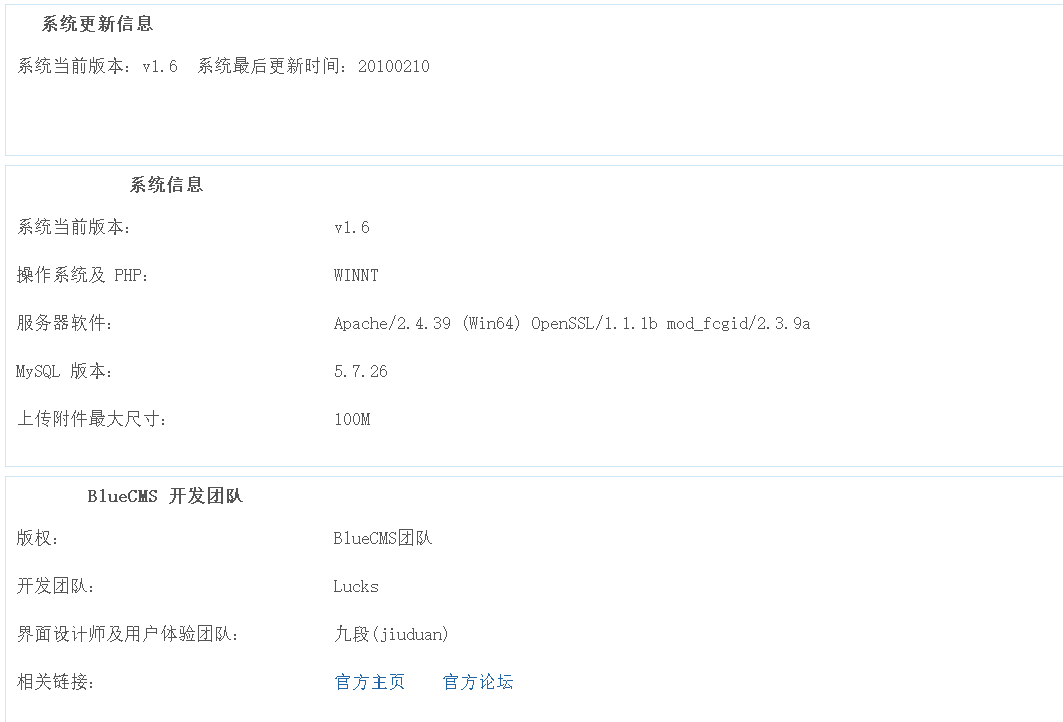 系统更新信息
系统当前版本：v1.6  系统最后更新时间：20100210
系统信息
系统当前版本： v1.6
操作系统及 PHP： WINNT
服务器软件： Apache/2.4.39 (Win64) OpenSSL/1.1.1b mod_fcgid/2.3.9a
MySQL 版本： 5.7.26
上传附件最大尺寸： 100M
BlueCMS 开发团队
版权： BlueCMS团队
开发团队： Lucks
界面设计师及用户体验团队： 九段(jiuduan)
相关链接： 官方主页 官方论坛